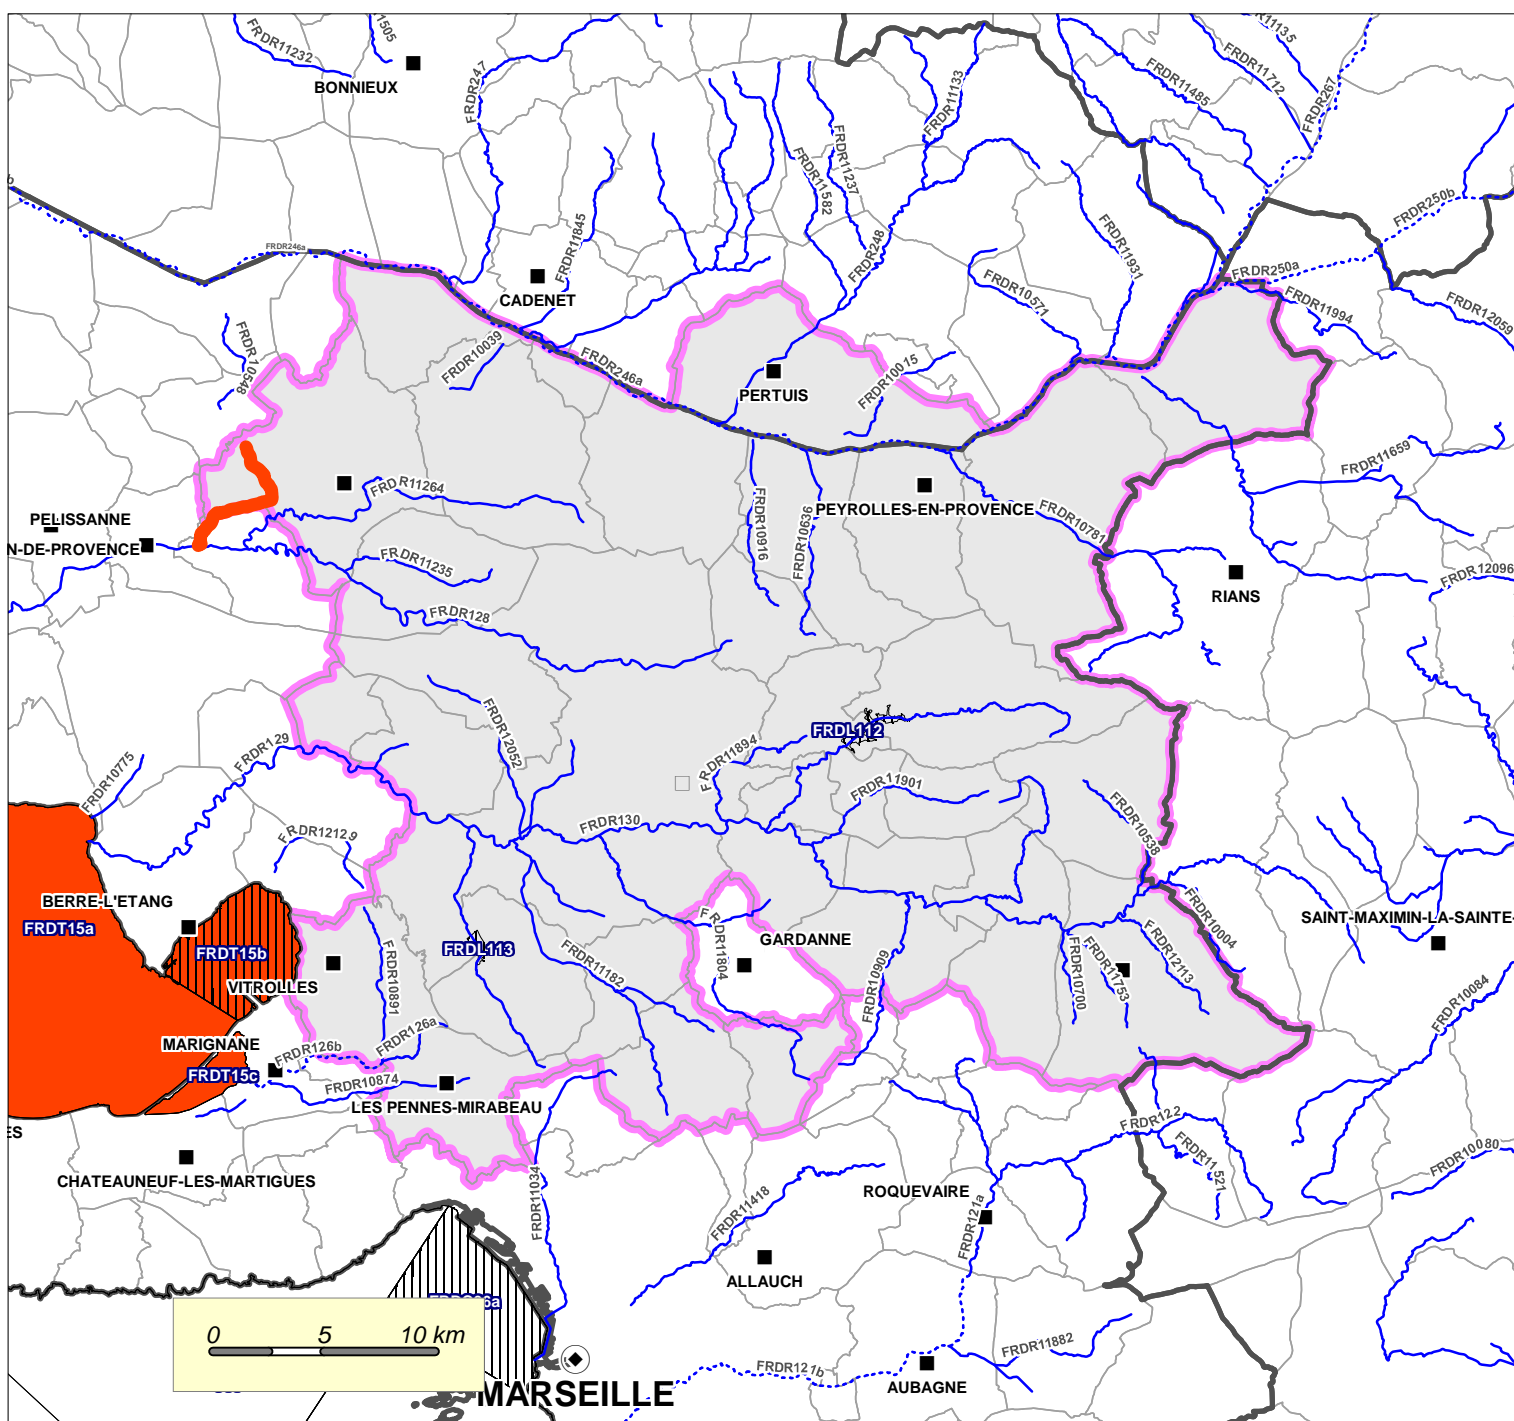 FRDR11232
1505
BONNIEUX
FRDR247
FRDR11133
FRDR11135
FRDR11712
FRDR11485
FRDR267
FRDR11237
FRDR11582
FRDR248
FRDR11845
FRDR250b
FRDR11931
FRDR246a
CADENET
FRDR10571
FRDR250a
FRDR11994
FRDR12059
FRDR10548
FRDR10039
FRDR246a
PERTUIS
FRDR10015
FRDR11659
FRDR11264
PELISSANNE
N-DE-PROVENCE
PEYROLLES-EN-PROVENCE
FRDR10916
FRDR10636
FRDR10781
FRDR11235
FRDR12096
RIANS
FRDR128
FRDR12052
FRDL112
FRDR129
FRDR10775
FRDR11894
FRDR11901
FRDR130
FRDR12129
FRDR10538
BERRE-L'ETANG
FRDT15a
FRDT15b
VITROLLES
FRDR10891
FRDL113
FRDR11182
FRDR11804
GARDANNE
FRDR10909
FRDR10700
FRDR11753
FRDR12113
FRDR10004
SAINT-MAXIMIN-LA-SAINTE-
FRDR10084
MARIGNANE
FRDT15c
FRDR126b
FRDR126a
FRDR10874
LES PENNES-MIRABEAU
ES
CHATEAUNEUF-LES-MARTIGUES
FRDR11034
FRDR11418
ROQUEVAIRE
FRDR121a
FRDR122
FRDR11521
FRDR10080
ALLAUCH
6a
0 5 10 km
FRDR11882
FRDR121b
AUBAGNE
MARSEILLE